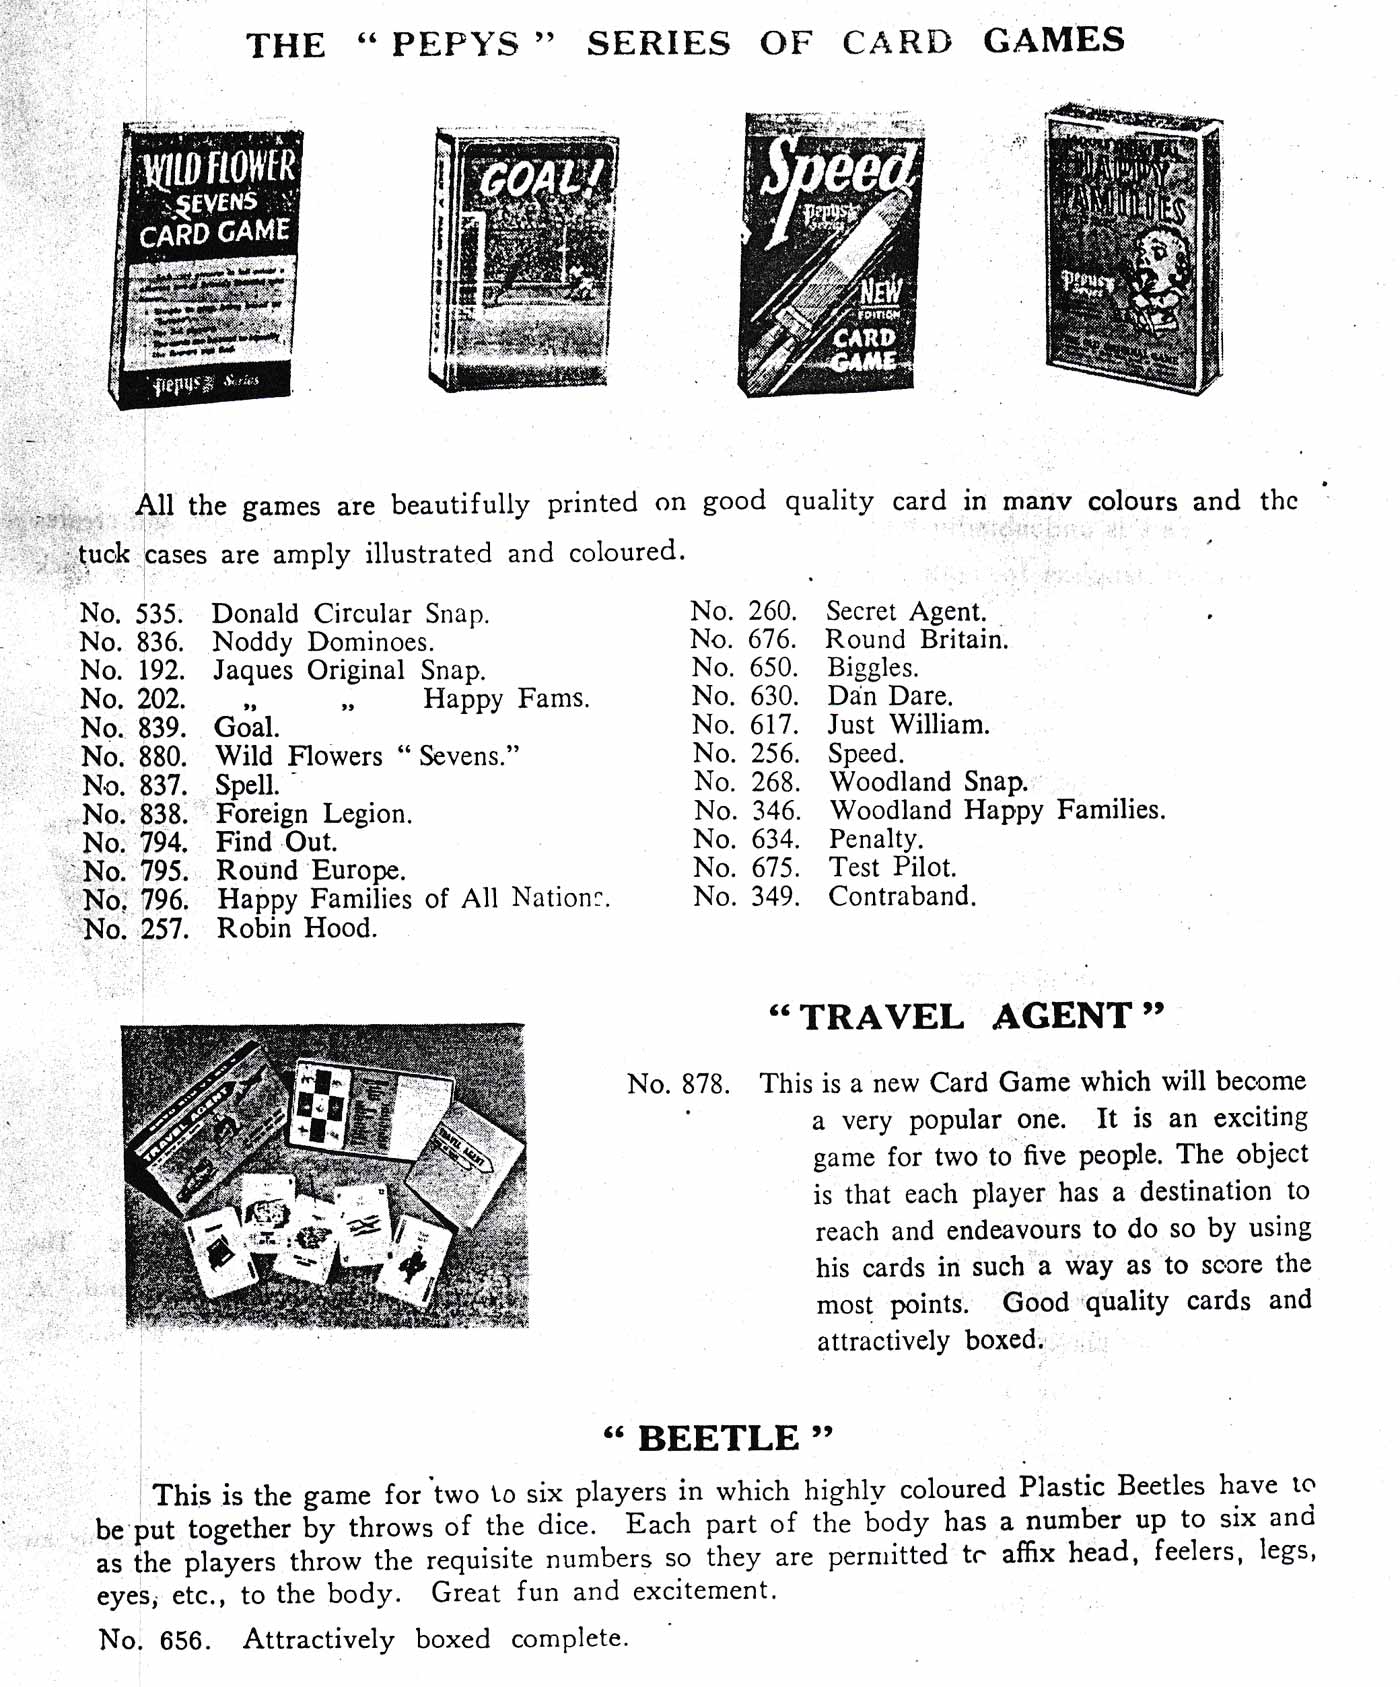 THE “ PEPYS ” SERIES OF CARD GAMES
WILD FLOWER
SEVENS
CARD GAME
Pepys Series
GOAL!
Speed
Pepys
Series
NEW
EDITION
CARD
GAME
HAPPY
FAMILIES
Pepys
Series
All the games are beautifully printed on good quality card in many colours and the
tuck cases are amply illustrated and coloured.
No. 535. Donald Circular Snap.
No. 836. Noddy Dominoes.
No. 192. Jaques Original Snap.
No. 202. „ „ Happy Fams.
No. 839. Goal.
No. 880. Wild Flowers “ Sevens.”
No. 837. Spell.
No. 838. Foreign Legion.
No. 794. Find Out.
No. 795. Round Europe.
No. 796. Happy Families of All Nations.
No. 257. Robin Hood.
No. 260. Secret Agent.
No. 676. Round Britain.
No. 650. Biggles.
No. 630. Dan Dare.
No. 617. Just William.
No. 256. Speed.
No. 268. Woodland Snap.
No. 346. Woodland Happy Families.
No. 634. Penalty.
No. 675. Test Pilot.
No. 349. Contraband.
TRAVEL AGENT
TRAVEL AGENT
“ TRAVEL AGENT ”
No. 878. This is a new Card Game which will become
a very popular one. It is an exciting
game for two to five people. The object
is that each player has a destination to
reach and endeavours to do so by using
his cards in such a way as to score the
most points. Good quality cards and
attractively boxed.
“ BEETLE ”
This is the game for two to six players in which highly coloured Plastic Beetles have to
be put together by throws of the dice. Each part of the body has a number up to six and
as the players throw the requisite numbers so they are permitted to affix head, feelers, legs,
eyes, etc., to the body. Great fun and excitement.
No. 656. Attractively boxed complete.